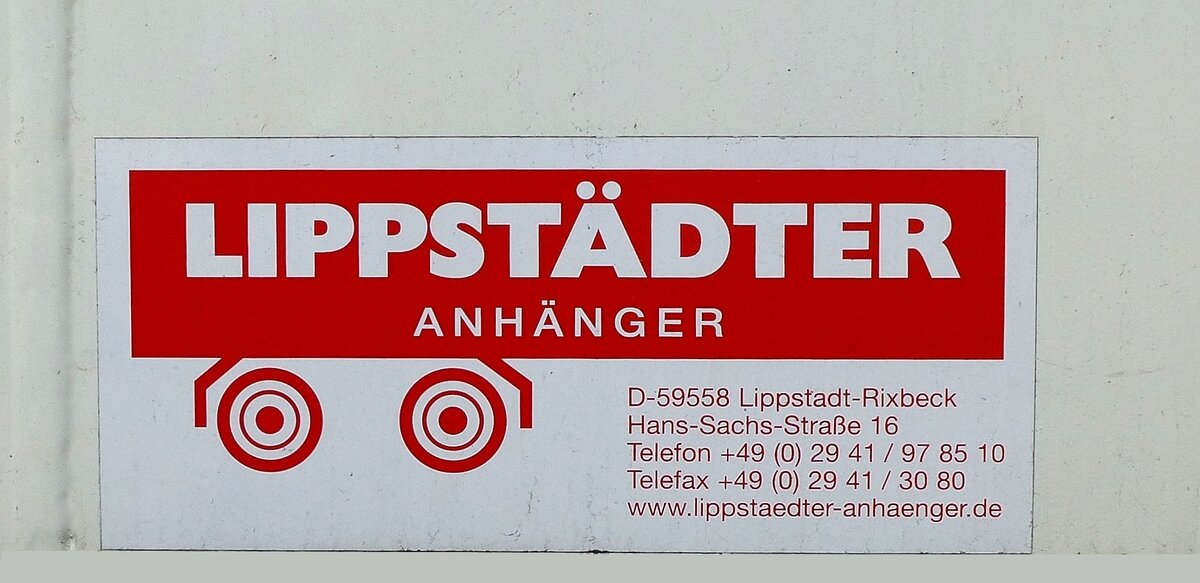 LIPPSTÄDTER
ANHÄNGER
D-59558 Lippstadt-Rixbeck
Hans-Sachs-Straße 16
Telefon +49 (0) 29 41 / 97 85 10
Telefax +49 (0) 29 41 / 30 80
www.lippstaedter-anhaenger.de